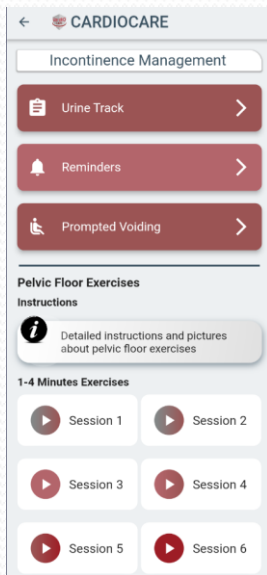 CARDIOCARE
Incontinence Management
Urine Track
Reminders
Prompted Voiding
Pelvic Floor Exercises
Instructions
i
Detailed instructions and pictures
about pelvic floor exercises
1-4 Minutes Exercises
Session 1
Session 2
Session 3
Session 4
Session 5
Session 6